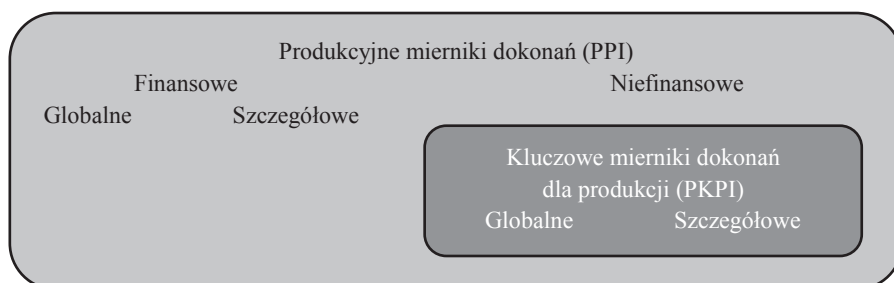 Produkcyjne mierniki dokonań (PPI)
Finansowe Niefinansowe
Globalne Szczegółowe
Kluczowe mierniki dokonań
dla produkcji (PKPI)
Globalne Szczegółowe